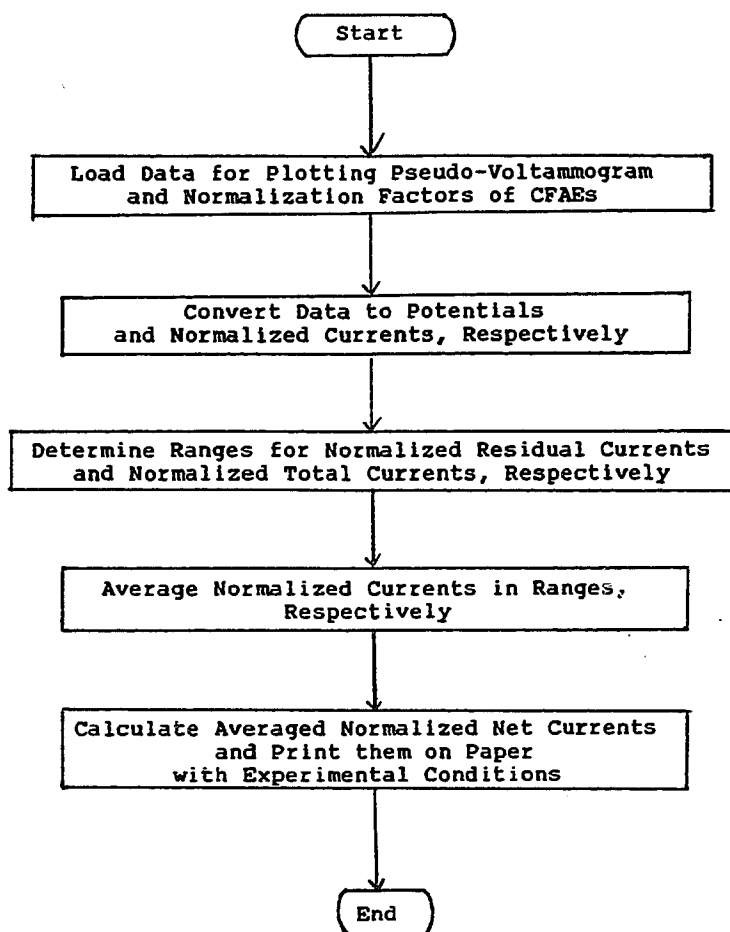 Start
Load Data for Plotting Pseudo-Voltammogram
and Normalization Factors of CFAEs
Convert Data to Potentials
and Normalized Currents, Respectively
Determine Ranges for Normalized Residual Currents
and Normalized Total Currents, Respectively
Average Normalized Currents in Ranges,
Respectively
Calculate Averaged Normalized Net Currents
and Print them on Paper
with Experimental Conditions
End